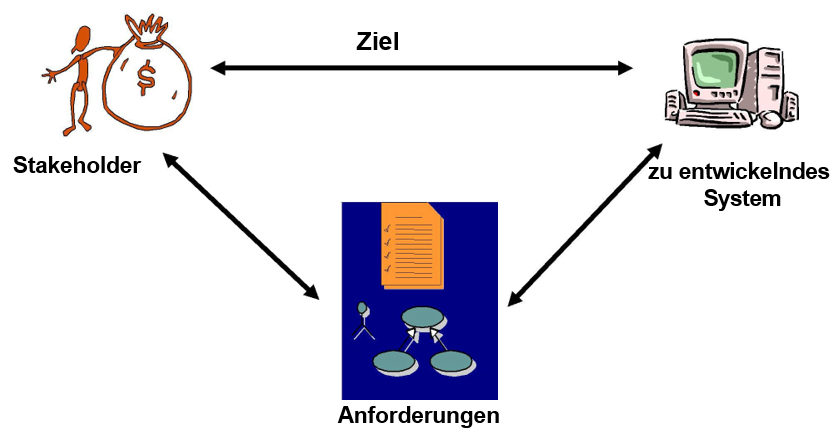 Ziel
$
Stakeholder
zu entwickelndes
System
Anforderungen